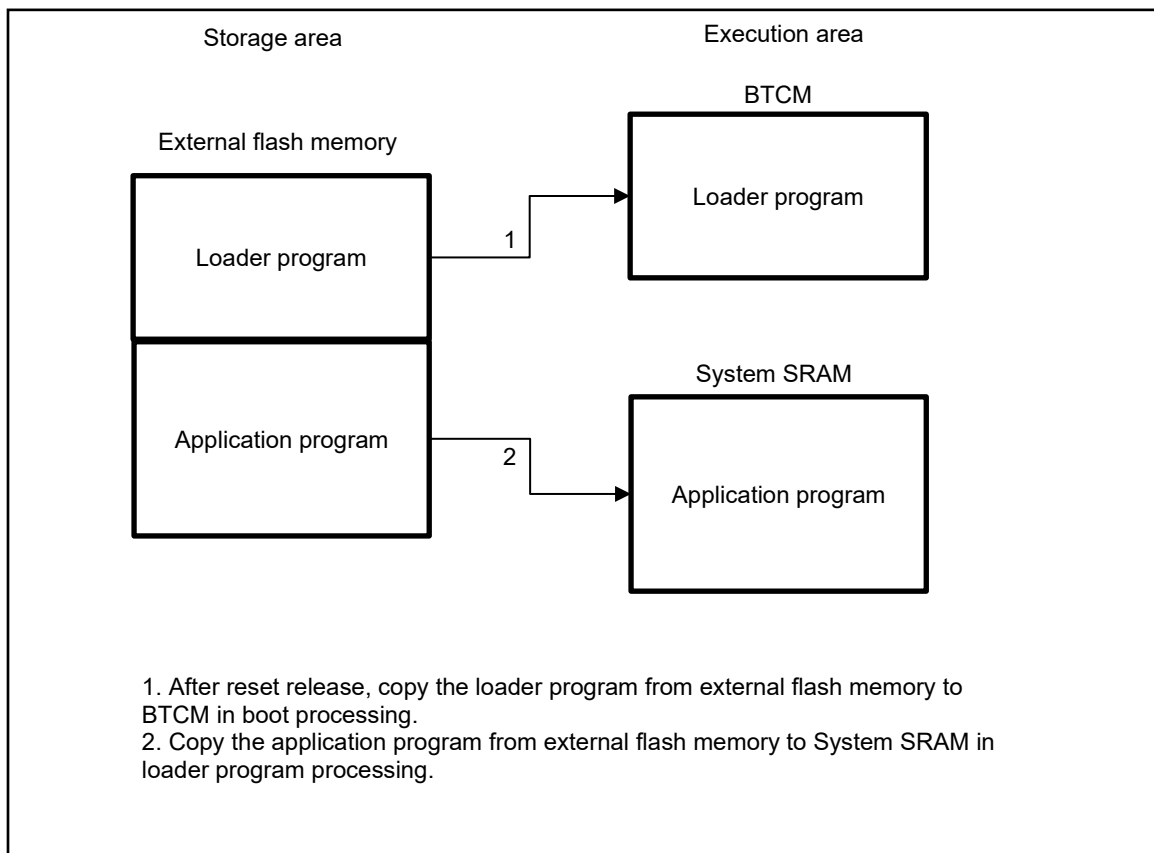 Storage area
Execution area
BTCM
External flash memory
Loader program
Loader program
1
System SRAM
Application program
2
Application program
1. After reset release, copy the loader program from external flash memory to
BTCM in boot processing.
2. Copy the application program from external flash memory to System SRAM in
loader program processing.